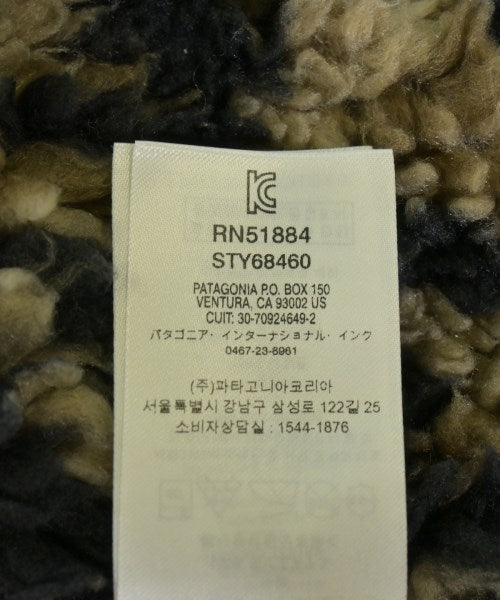 RN51884
STY68460
PATAGONIA P.O. BOX 150
VENTURA, CA 93002 US
CUIT: 30-70924649-2
パタゴニア・インターナショナル・インク
0467-23-8961
(주)파타고니아코리아
서울특별시 강남구 삼성로 122길 25
소비자상담실 : 1544-1876